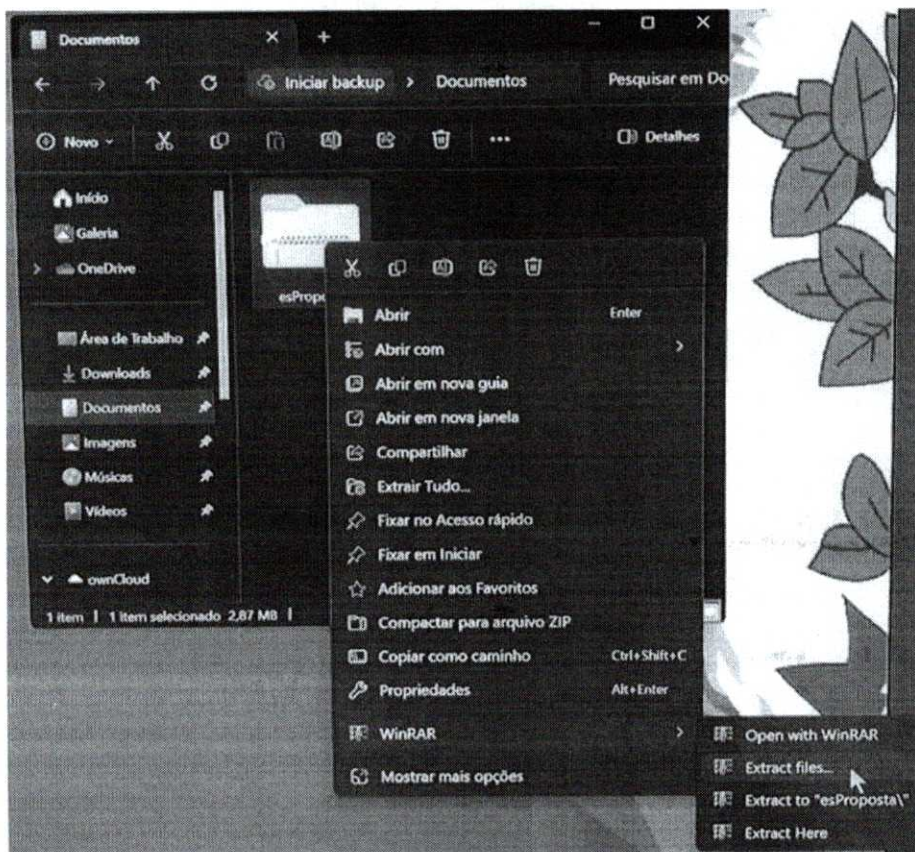 Documentos
Iniciar backup > Documentos Pesquisar em Do
Novo Detalhes
Início
Galeria
OneDrive
Área de Trabalho
Downloads
Documentos
Imagens
Músicas
Vídeos
ownCloud
1 item | 1 item selecionado 2,87 MB |
Abrir Enter
Abrir com
Abrir em nova guia
Abrir em nova janela
Compartilhar
Extrair Tudo...
Fixar no Acesso rápido
Fixar em Iniciar
Adicionar aos Favoritos
Compactar para arquivo ZIP
Copiar como caminho Ctrl+Shift+C
Propriedades Alt+Enter
WinRAR
Mostrar mais opções
Open with WinRAR
Extract files...
Extract to "esProposta\"
Extract Here